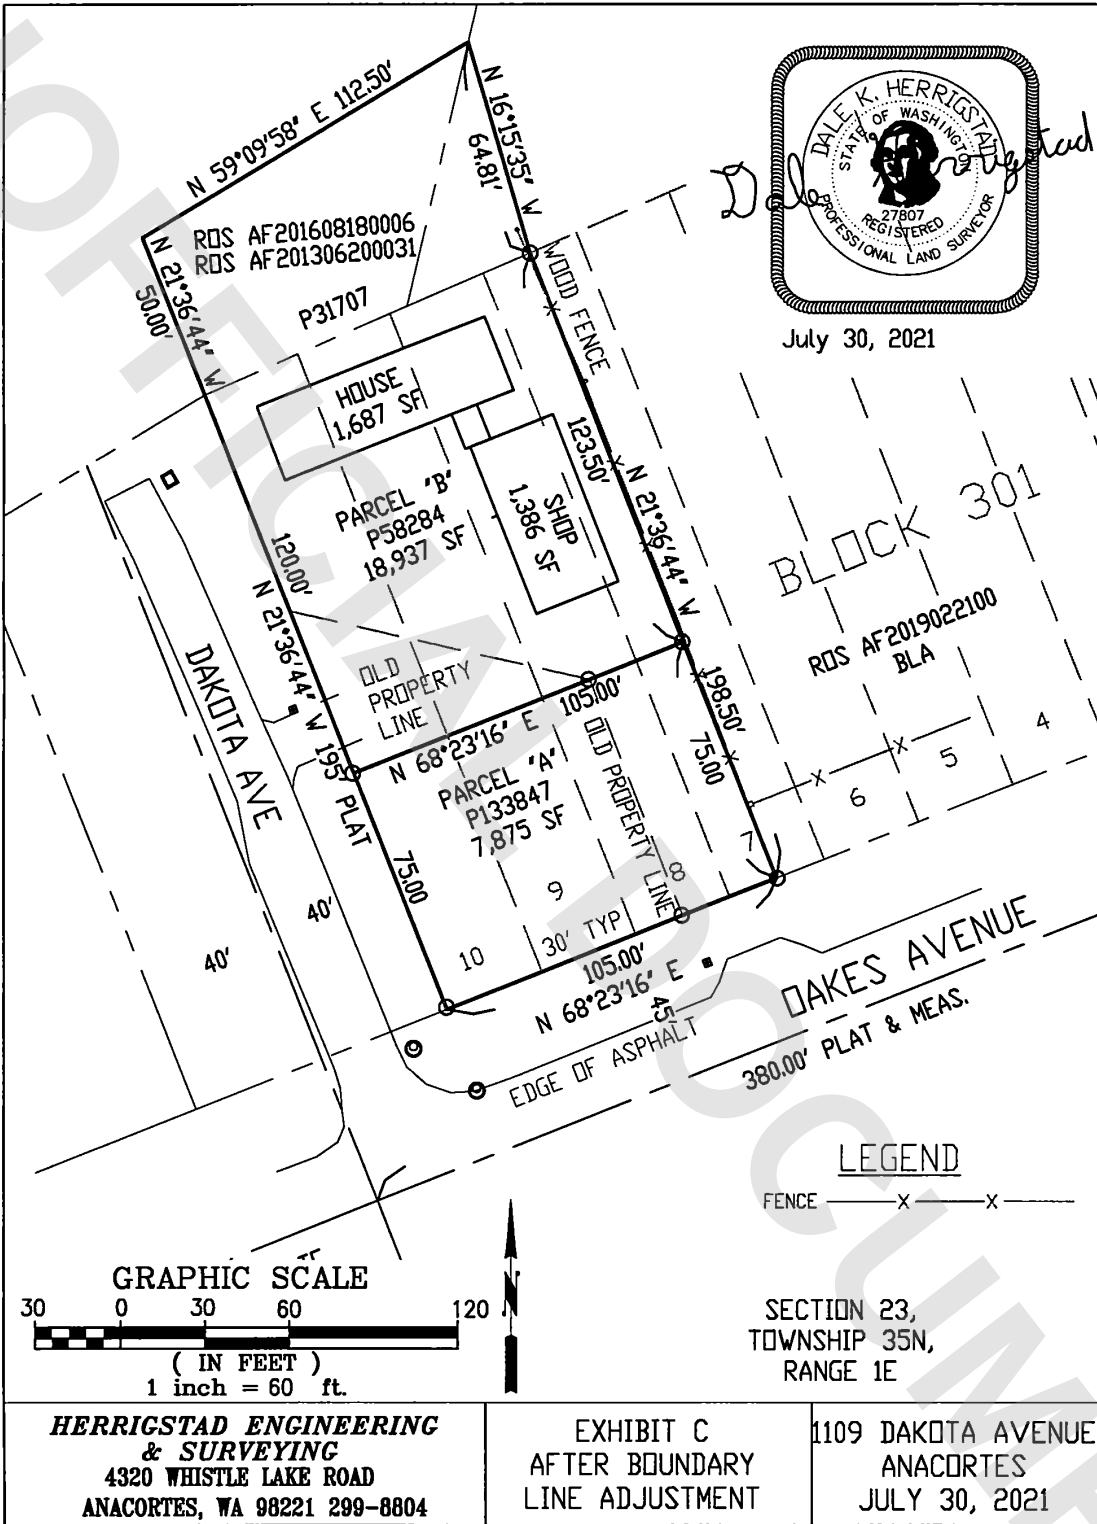 N 59°09'58" E 112.50'
N 16°15'35" W
64.81'
DALE K. HERRIGSTAD
STATE OF WASHINGTON
27807
REGISTERED
PROFESSIONAL LAND SURVEYOR
Dale Herrigstad
July 30, 2021
ROS AF201608180006
ROS AF201306200031
N 21°36'44" W
50.00'
P31707
WOOD FENCE
HOUSE
1,687 SF
123.50'
N 21°36'44" W
SHOP
1,386 SF
PARCEL "B"
P58284
18,937 SF
BLOCK 301
ROS AF2019022100
BLA
120.00'
N 21°36'44" W 195' PLAT
DAKOTA AVE
OLD
PROPERTY
LINE
N 68°23'16" E 105.00'
198.50'
75.00
OLD PROPERTY LINE
PARCEL "A"
P133847
7,875 SF
75.00
4
5
6
7
8
9
10
30' TYP
40'
40'
105.00'
N 68°23'16" E
45'
OAKES AVENUE
EDGE OF ASPHALT
380.00' PLAT & MEAS.
LEGEND
FENCE X X
GRAPHIC SCALE
30 0 30 60 120
( IN FEET )
1 inch = 60 ft.
N
SECTION 23,
TOWNSHIP 35N,
RANGE 1E
HERRIGSTAD ENGINEERING
& SURVEYING
4320 WHISTLE LAKE ROAD
ANACORTES, WA 98221 299-8804
EXHIBIT C
AFTER BOUNDARY
LINE ADJUSTMENT
1109 DAKOTA AVENUE
ANACORTES
JULY 30, 2021
UNOFFICIAL DOCUMENT